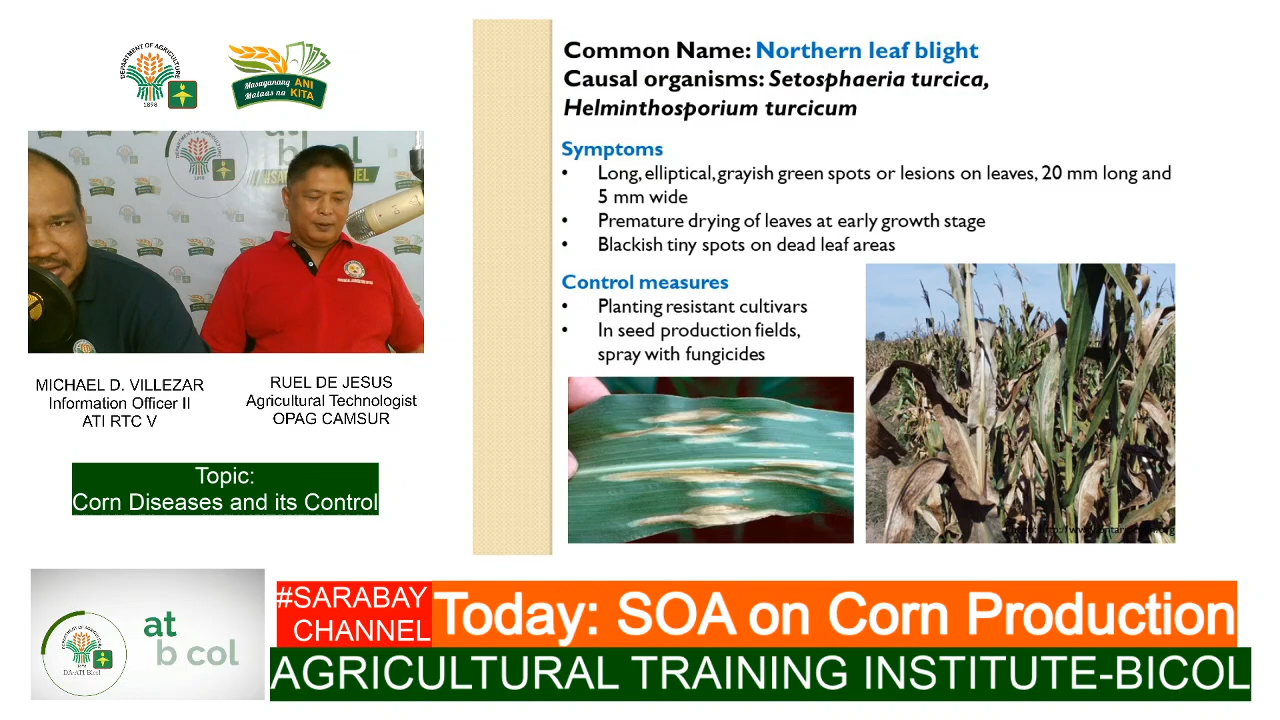 DEPARTMENT OF AGRICULTURE
1898
Masaganang ANI
Mataas na KITA
MICHAEL D. VILLEZAR
Information Officer II
ATI RTC V
RUEL DE JESUS
Agricultural Technologist
OPAG CAMSUR
Topic:
Corn Diseases and its Control
Common Name: Northern leaf blight
Causal organisms: Setosphaeria turcica,
Helminthosporium turcicum
Symptoms
• Long, elliptical, grayish green spots or lesions on leaves, 20 mm long and
5 mm wide
• Premature drying of leaves at early growth stage
• Blackish tiny spots on dead leaf areas
Control measures
• Planting resistant cultivars
• In seed production fields,
spray with fungicides
at
b col
DA-ATI Bicol
#SARABAY
CHANNEL
Today: SOA on Corn Production
AGRICULTURAL TRAINING INSTITUTE-BICOL